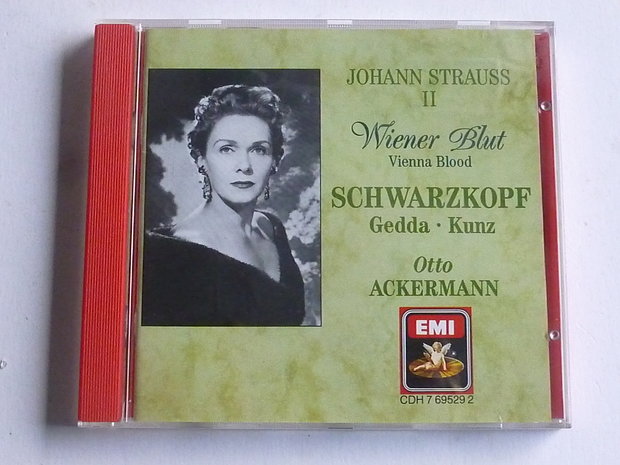 JOHANN STRAUSS
II
Wiener Blut
Vienna Blood
SCHWARZKOPF
Gedda · Kunz
Otto
ACKERMANN
EMI
CDH 7 69529 2